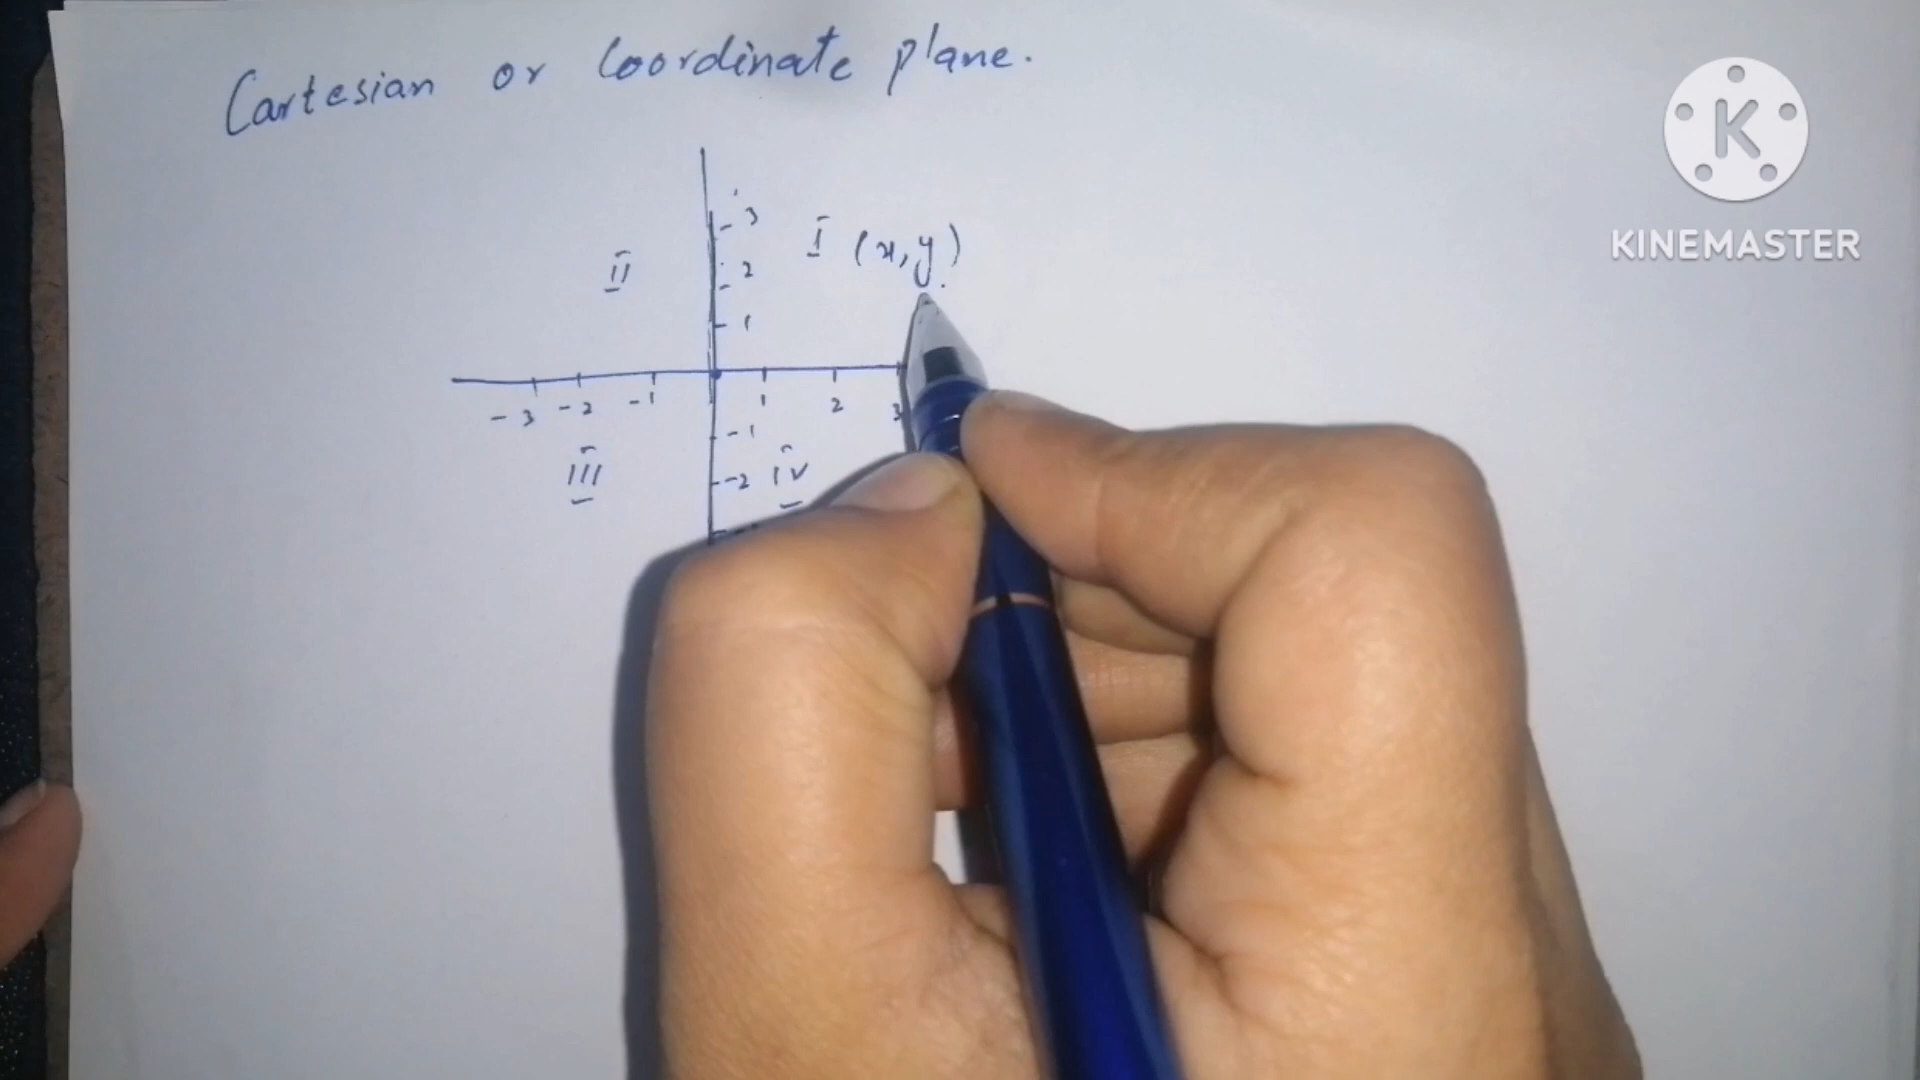 Cartesian or Coordinate plane.
K
KINEMASTER
3
I (x,y)
II
2
1
-3 -2 -1 1 2 3
-1
III
-2 IV